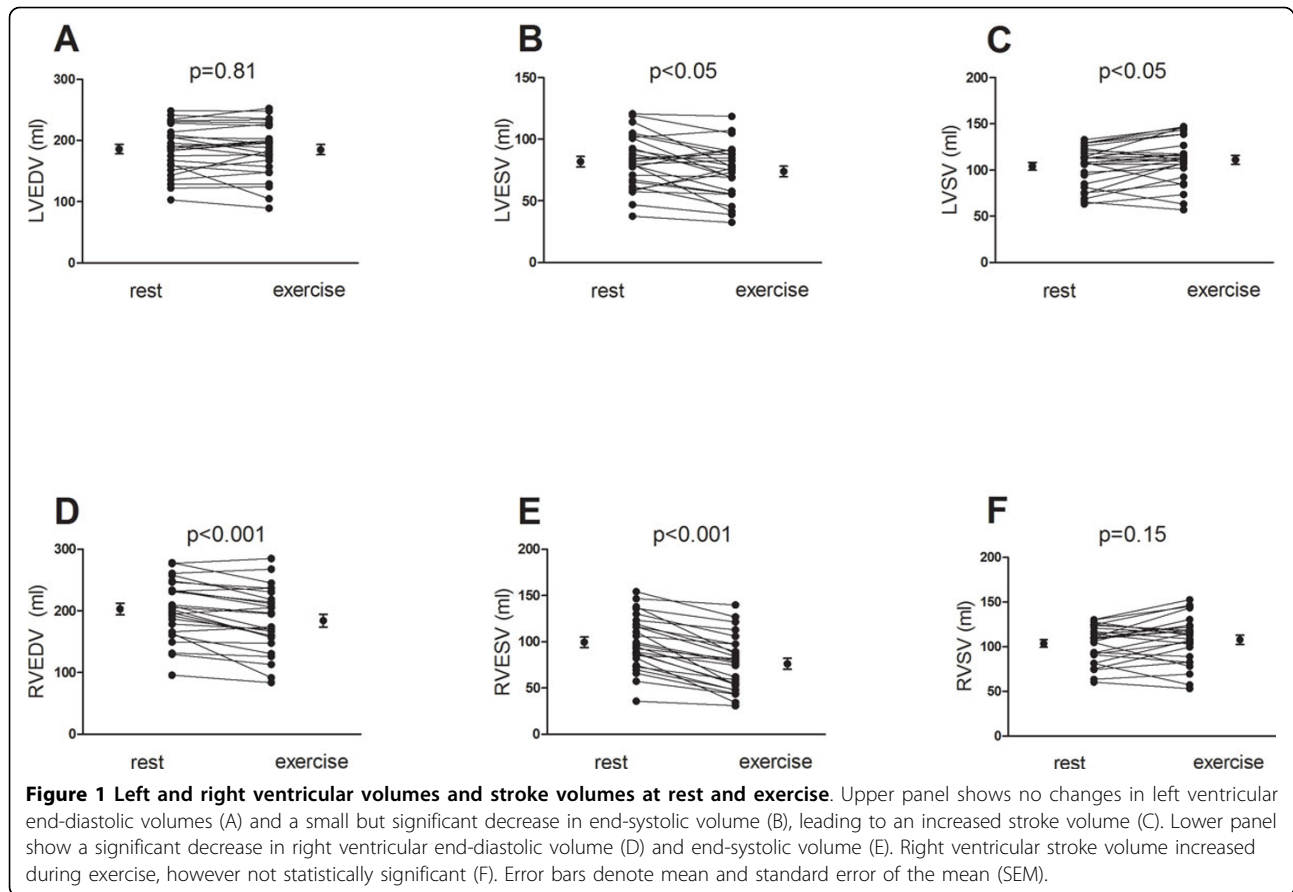 A
p=0.81
300
200
100
0
LVEDV (ml)
rest exercise
B
p<0.05
150
100
50
0
LVESV (ml)
rest exercise
C
p<0.05
200
150
100
50
0
LVSV (ml)
rest exercise
D
p<0.001
300
200
100
0
RVEDV (ml)
rest exercise
E
p<0.001
200
150
100
50
0
RVESV (ml)
rest exercise
F
p=0.15
200
150
100
50
0
RVSV (ml)
rest exercise
Figure 1 Left and right ventricular volumes and stroke volumes at rest and exercise. Upper panel shows no changes in left ventricular
end-diastolic volumes (A) and a small but significant decrease in end-systolic volume (B), leading to an increased stroke volume (C). Lower panel
show a significant decrease in right ventricular end-diastolic volume (D) and end-systolic volume (E). Right ventricular stroke volume increased
during exercise, however not statistically significant (F). Error bars denote mean and standard error of the mean (SEM).